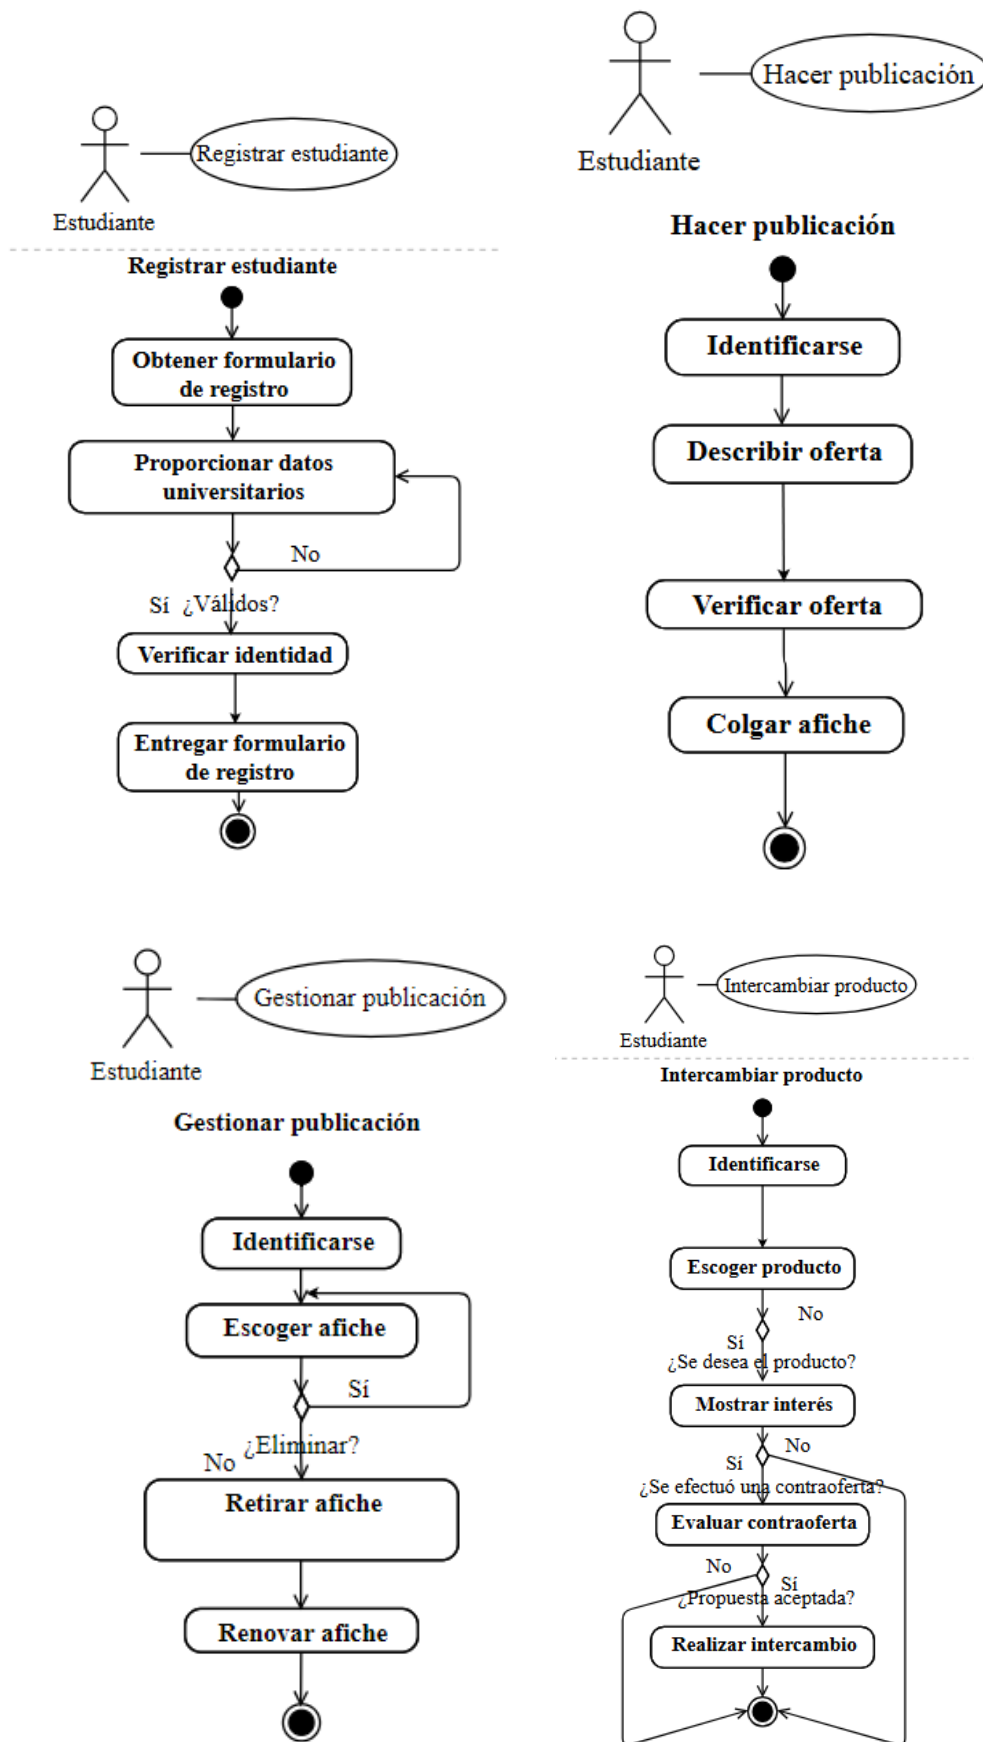 Registrar estudiante
Estudiante
Registrar estudiante
Obtener formulario
de registro
Proporcionar datos
universitarios
No
Sí ¿Válidos?
Verificar identidad
Entregar formulario
de registro
Hacer publicación
Estudiante
Hacer publicación
Identificarse
Describir oferta
Verificar oferta
Colgar afiche
Gestionar publicación
Estudiante
Gestionar publicación
Identificarse
Escoger afiche
Sí
¿Eliminar?
No
Retirar afiche
Renovar afiche
Intercambiar producto
Estudiante
Intercambiar producto
Identificarse
Escoger producto
No
Sí
¿Se desea el producto?
Mostrar interés
No
Sí
¿Se efectuó una contraoferta?
Evaluar contraoferta
No
Sí
¿Propuesta aceptada?
Realizar intercambio